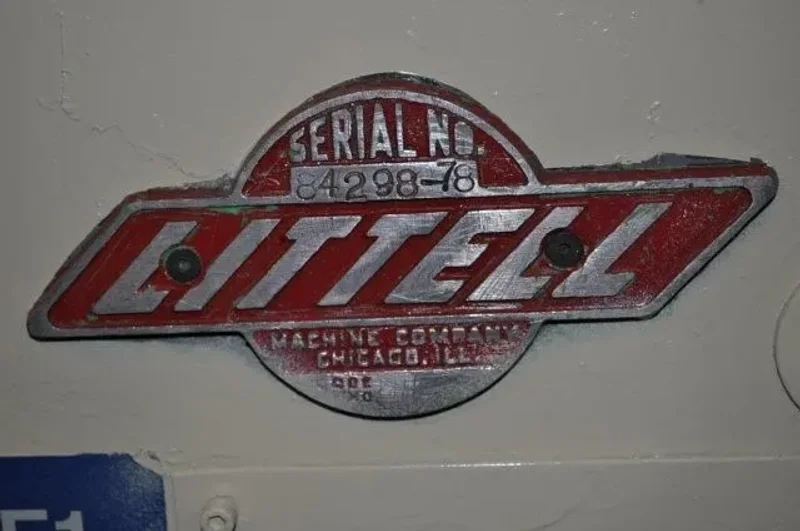 SERIAL NO.
84298-78
LITTELL
MACHINE COMPANY
CHICAGO, ILL.